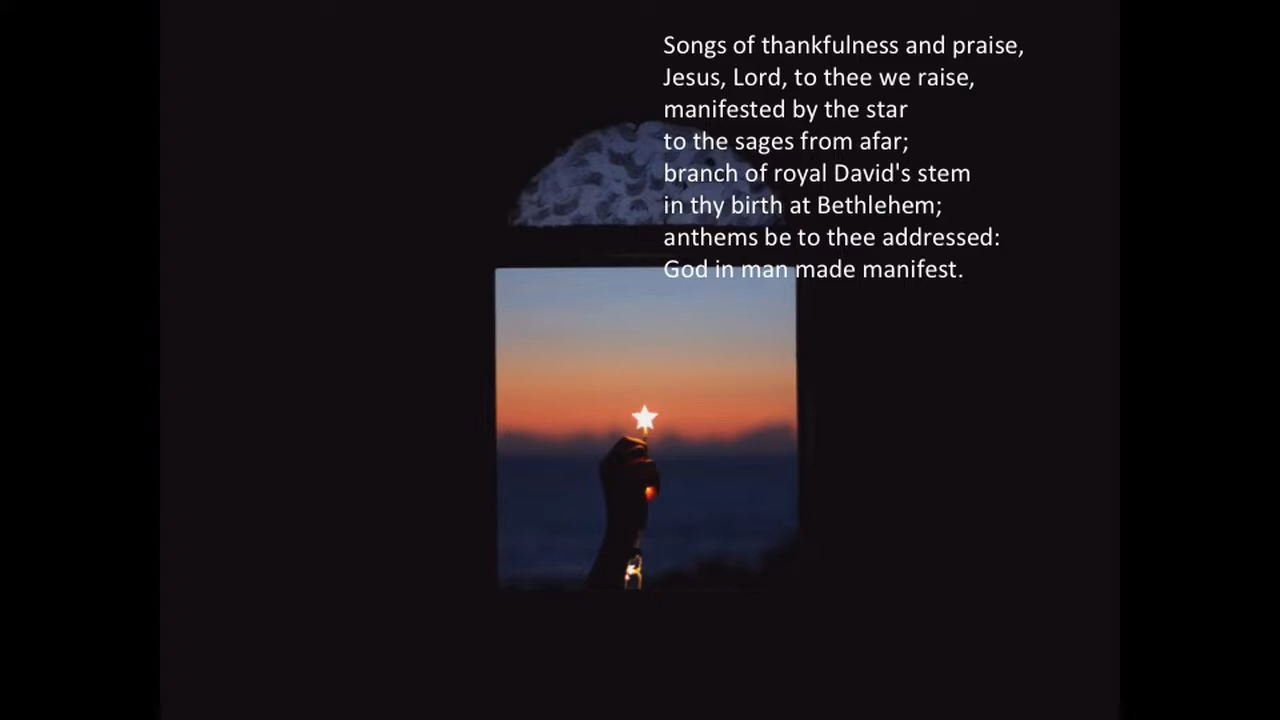 Songs of thankfulness and praise,
Jesus, Lord, to thee we raise,
manifested by the star
to the sages from afar;
branch of royal David's stem
in thy birth at Bethlehem;
anthems be to thee addressed:
God in man made manifest.